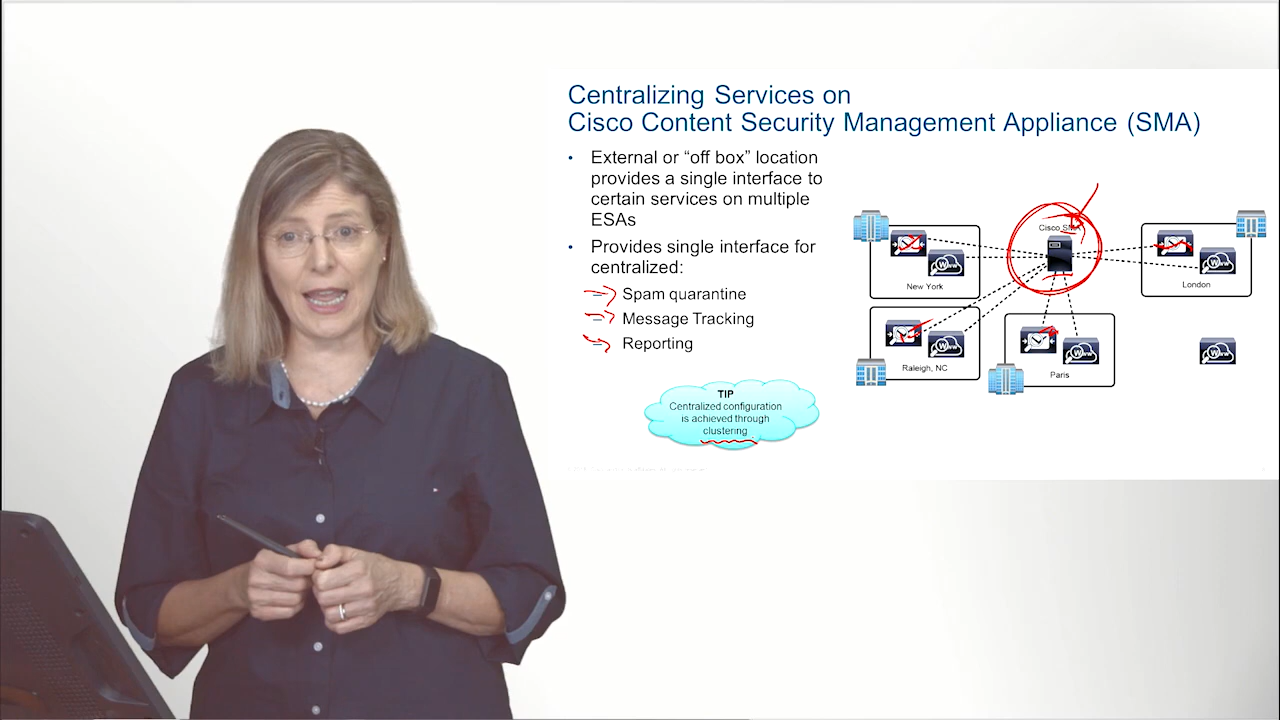 Centralizing Services on
Cisco Content Security Management Appliance (SMA)
• External or “off box” location
provides a single interface to
certain services on multiple
ESAs
• Provides single interface for
centralized:
– Spam quarantine
– Message Tracking
– Reporting
TIP
Centralized configuration
is achieved through
clustering
Cisco SMA
New York
London
Raleigh, NC
Paris